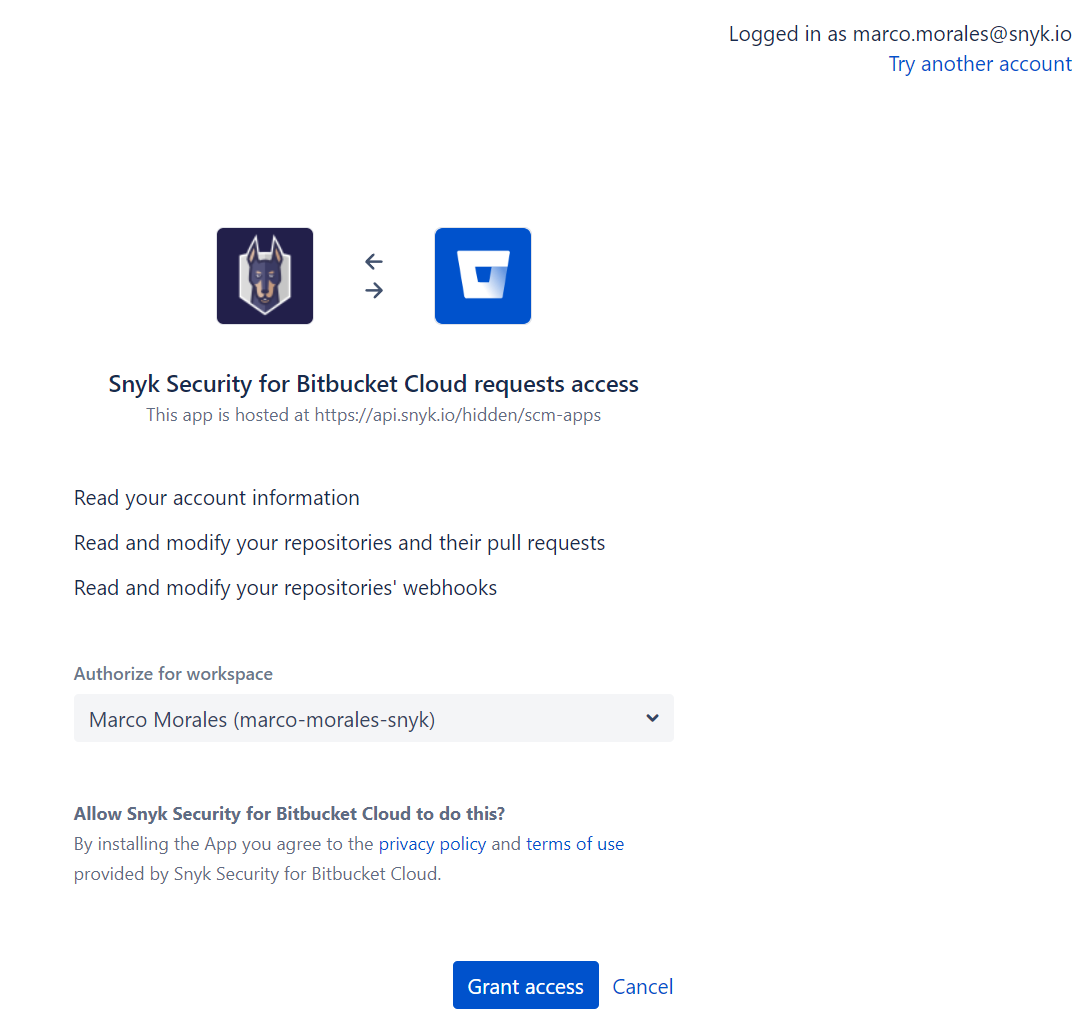 Logged in as marco.morales@snyk.io
Try another account
Snyk Security for Bitbucket Cloud requests access
This app is hosted at https://api.snyk.io/hidden/scm-apps
Read your account information
Read and modify your repositories and their pull requests
Read and modify your repositories' webhooks
Authorize for workspace
Marco Morales (marco-morales-snyk)
Allow Snyk Security for Bitbucket Cloud to do this?
By installing the App you agree to the privacy policy and terms of use
provided by Snyk Security for Bitbucket Cloud.
Grant access Cancel